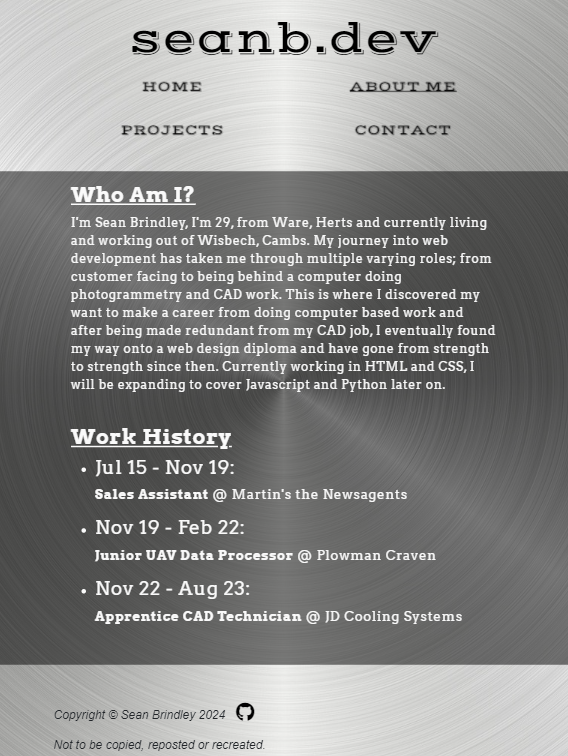 seanb.dev
HOME
ABOUT ME
PROJECTS
CONTACT
Who Am I?
I'm Sean Brindley, I'm 29, from Ware, Herts and currently living
and working out of Wisbech, Cambs. My journey into web
development has taken me through multiple varying roles; from
customer facing to being behind a computer doing
photogrammetry and CAD work. This is where I discovered my
want to make a career from doing computer based work and
after being made redundant from my CAD job, I eventually found
my way onto a web design diploma and have gone from strength
to strength since then. Currently working in HTML and CSS, I
will be expanding to cover Javascript and Python later on.
Work History
• Jul 15 - Nov 19:
Sales Assistant @ Martin's the Newsagents
• Nov 19 - Feb 22:
Junior UAV Data Processor @ Plowman Craven
• Nov 22 - Aug 23:
Apprentice CAD Technician @ JD Cooling Systems
Copyright © Sean Brindley 2024
Not to be copied, reposted or recreated.